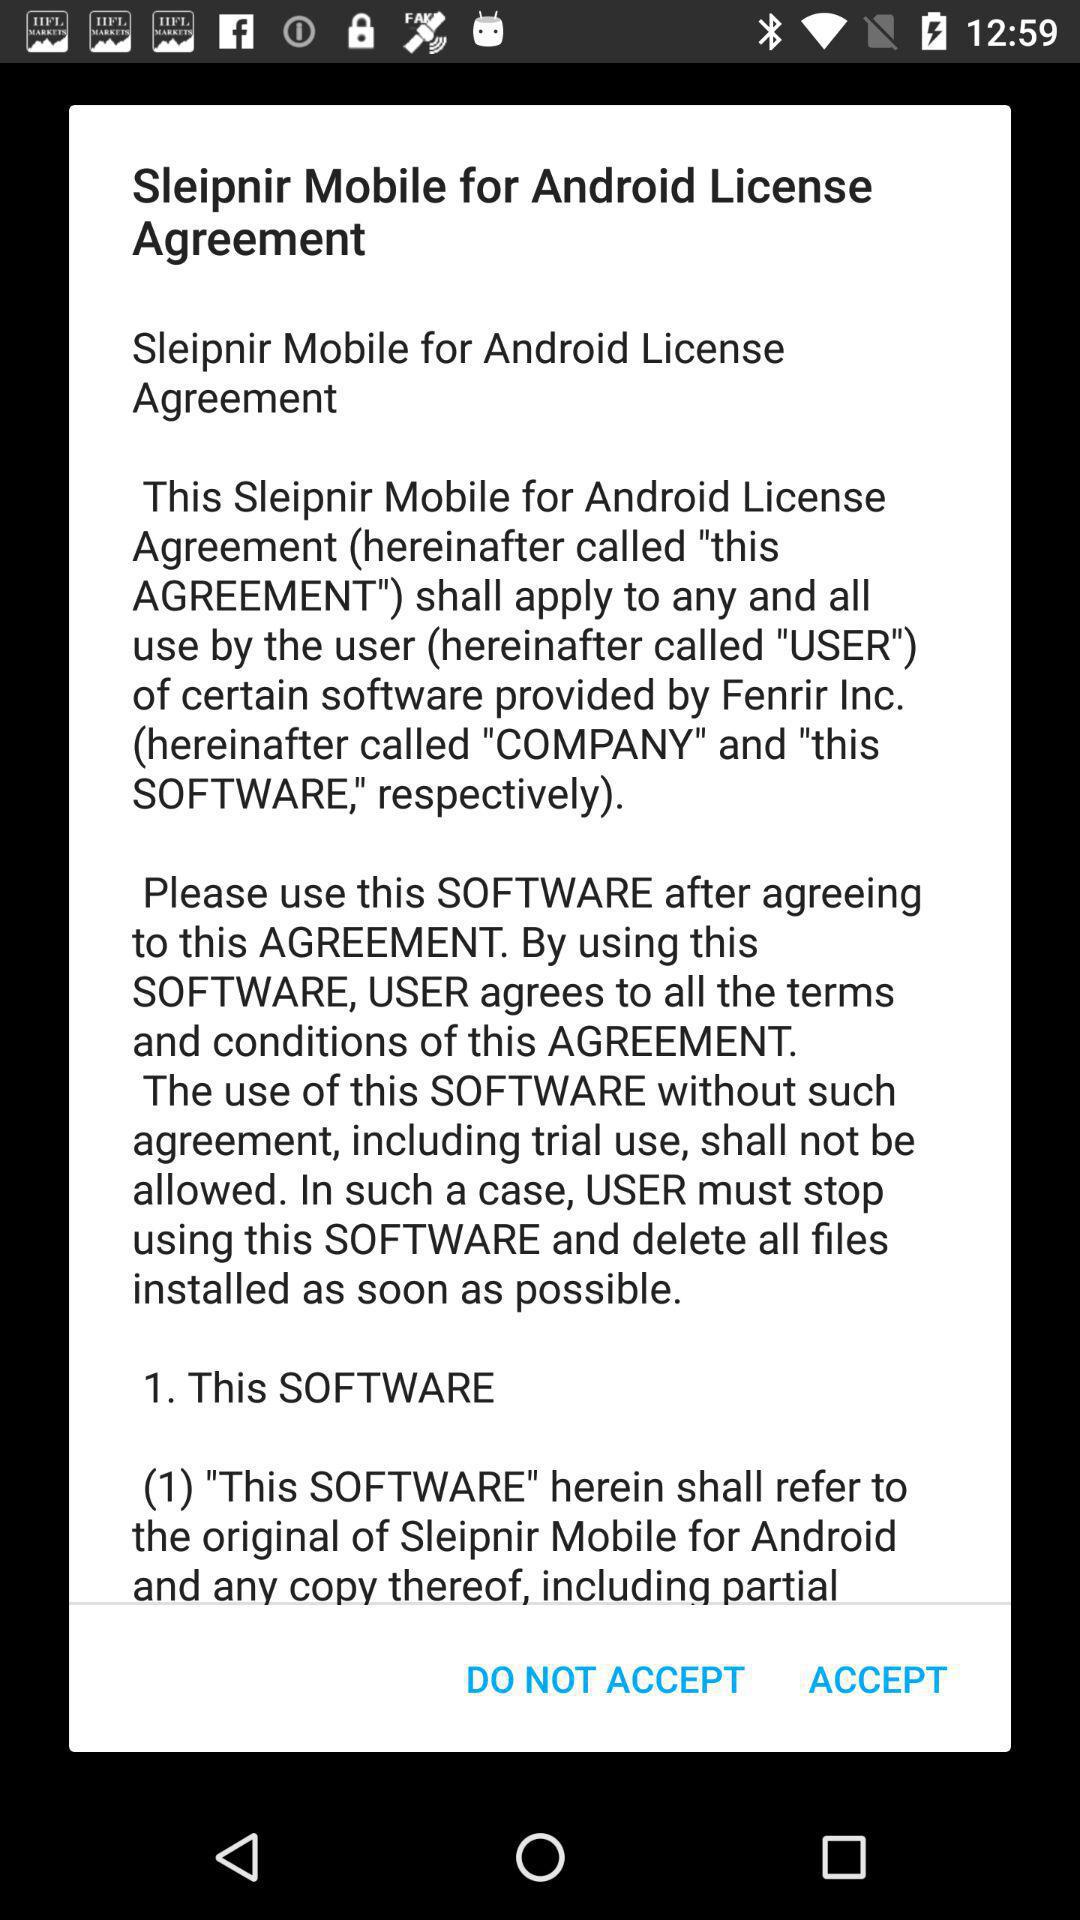 IIFL MARKETS IIFL MARKETS IIFL MARKETS FAKE 12:59
Sleipnir Mobile for Android License
Agreement
Sleipnir Mobile for Android License
Agreement
This Sleipnir Mobile for Android License
Agreement (hereinafter called "this
AGREEMENT") shall apply to any and all
use by the user (hereinafter called "USER")
of certain software provided by Fenrir Inc.
(hereinafter called "COMPANY" and "this
SOFTWARE," respectively).
Please use this SOFTWARE after agreeing
to this AGREEMENT. By using this
SOFTWARE, USER agrees to all the terms
and conditions of this AGREEMENT.
The use of this SOFTWARE without such
agreement, including trial use, shall not be
allowed. In such a case, USER must stop
using this SOFTWARE and delete all files
installed as soon as possible.
1. This SOFTWARE
(1) "This SOFTWARE" herein shall refer to
the original of Sleipnir Mobile for Android
and any copy thereof, including partial
DO NOT ACCEPT ACCEPT